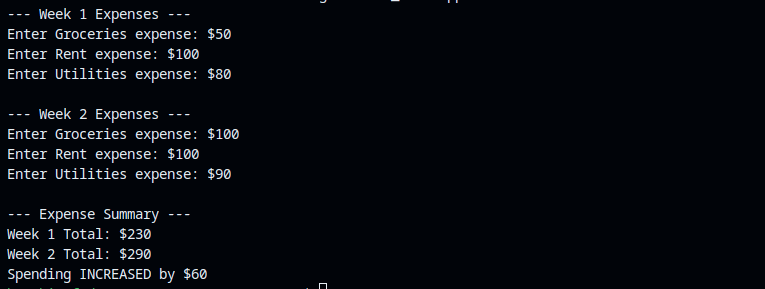 --- Week 1 Expenses ---
Enter Groceries expense: $50
Enter Rent expense: $100
Enter Utilities expense: $80
--- Week 2 Expenses ---
Enter Groceries expense: $100
Enter Rent expense: $100
Enter Utilities expense: $90
--- Expense Summary ---
Week 1 Total: $230
Week 2 Total: $290
Spending INCREASED by $60